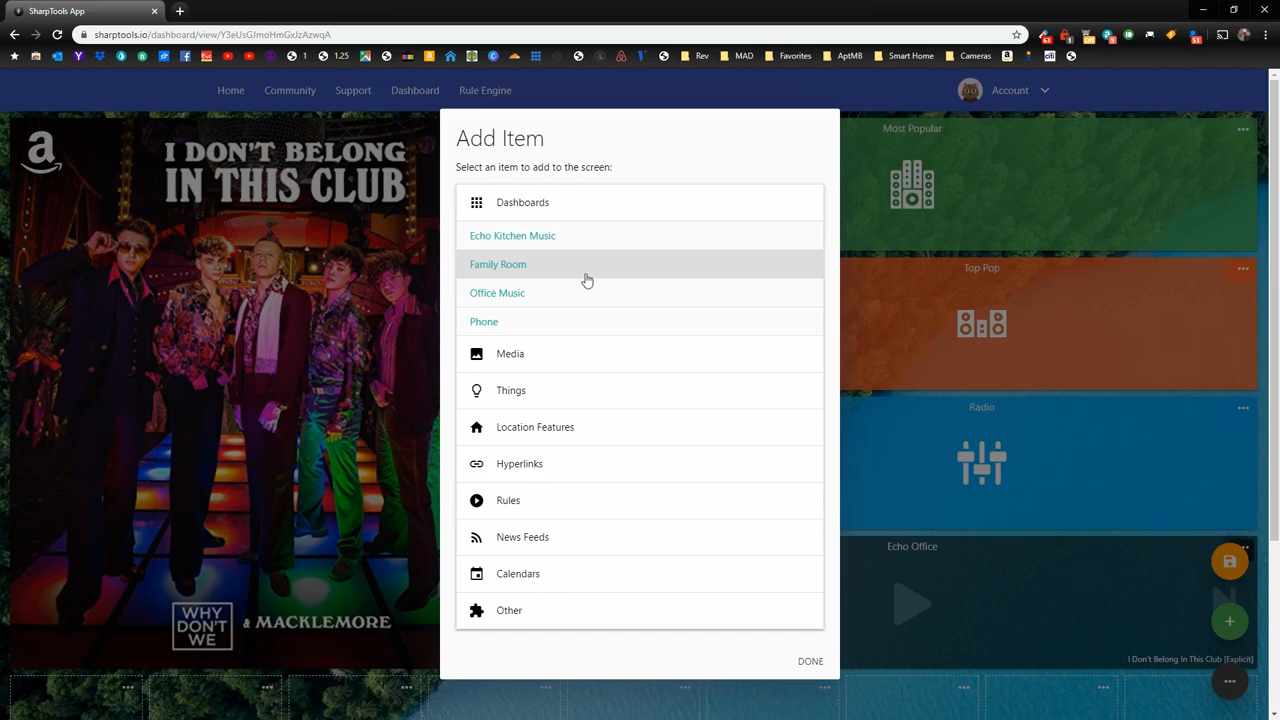 SharpTools App
sharptools.io/dashboard/view/Y3eUsGJmoHmGxJzAzwqA
1
1.25
Rev
MAD
Favorites
AptMB
Smart Home
Cameras
Home
Community
Support
Dashboard
Rule Engine
Account
a
I DON'T BELONG
IN THIS CLUB
WHY
DON'T
WE
& MACKLEMORE
Add Item
Select an item to add to the screen:
Dashboards
Echo Kitchen Music
Family Room
Office Music
Phone
Media
Things
Location Features
Hyperlinks
Rules
News Feeds
Calendars
Other
DONE
Most Popular
Top Pop
Radio
Echo Office
I Don't Belong In This Club [Explicit]